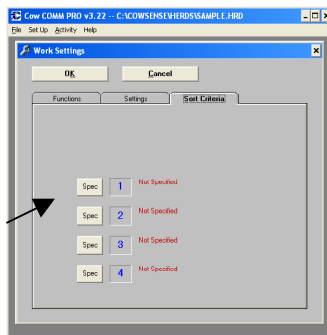 Cow COMM PRO v3.22 -- C:\COWSENSE\HERDS\SAMPLE.HRD
File Set Up Activity Help
Work Settings
OK Cancel
Functions Settings Sort Criteria
Spec 1 Not Specified
Spec 2 Not Specified
Spec 3 Not Specified
Spec 4 Not Specified